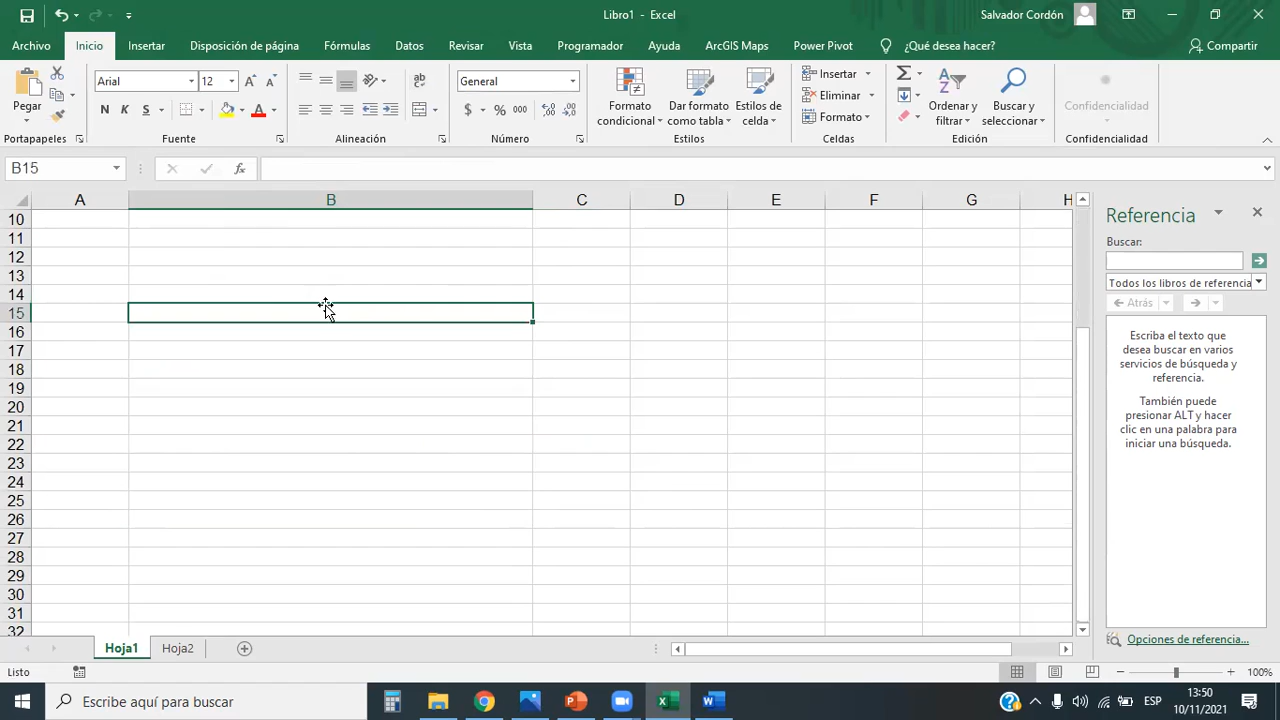 Libro1 - Excel
Salvador Cordón
Archivo Inicio Insertar Disposición de página Fórmulas Datos Revisar Vista Programador Ayuda ArcGIS Maps Power Pivot ¿Qué desea hacer? Compartir
Pegar
Arial 12
N K S
ab
General
$ % 000
Formato condicional
Dar formato como tabla
Estilos de celda
Insertar
Eliminar
Formato
Ordenar y filtrar
Buscar y seleccionar
Confidencialidad
Portapapeles Fuente Alineación Número Estilos Celdas Edición Confidencialidad
B15 fx
A B C D E F G H
10
11
12
13
14
15
16
17
18
19
20
21
22
23
24
25
26
27
28
29
30
31
32
Referencia
Buscar:
Todos los libros de referencia
Atrás
Escriba el texto que
desea buscar en varios
servicios de búsqueda y
referencia.
También puede
presionar ALT y hacer
clic en una palabra para
iniciar una búsqueda.
Opciones de referencia...
Hoja1 Hoja2
Listo 100%
Escribe aquí para buscar
ESP
13:50
10/11/2021